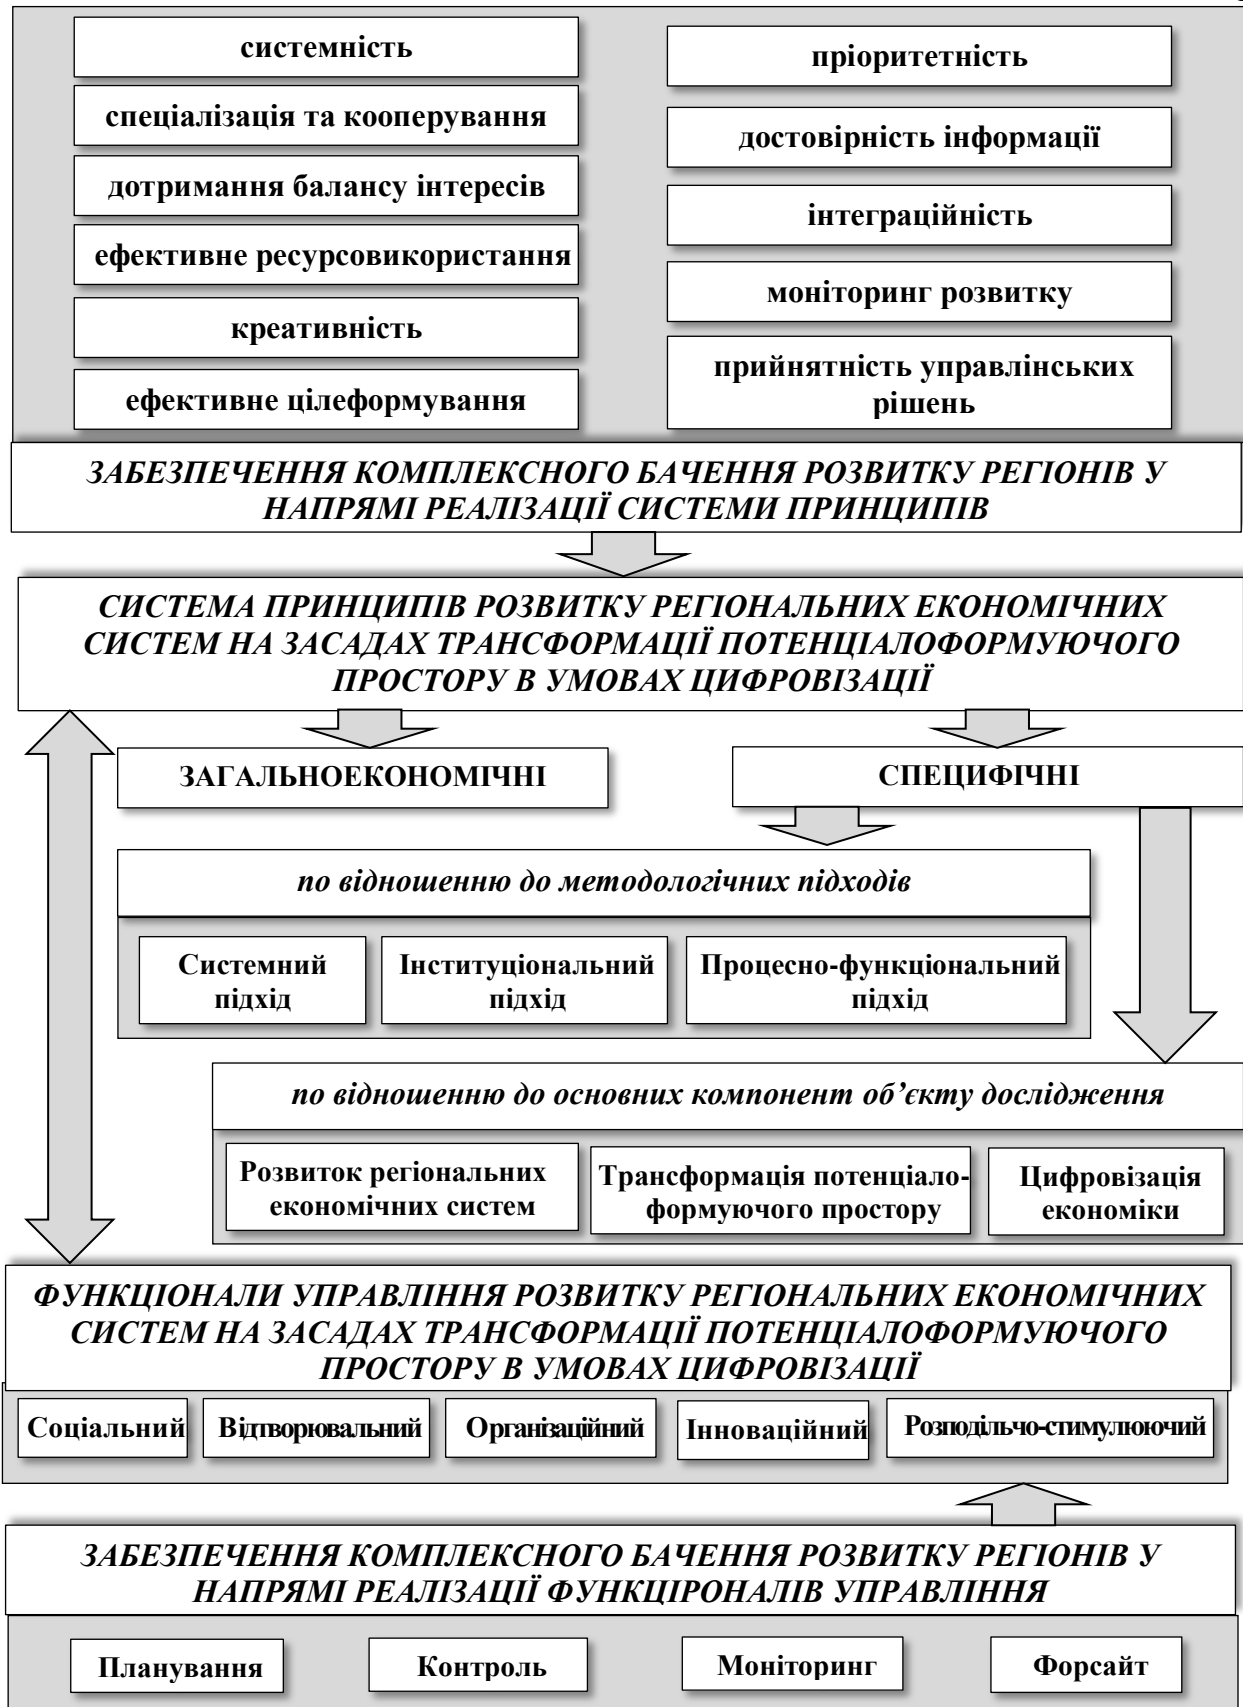 системність
спеціалізація та кооперування
дотримання балансу інтересів
ефективне ресурсовикористання
креативність
ефективне цілеформування
пріоритетність
достовірність інформації
інтеграційність
моніторинг розвитку
прийнятність управлінських
рішень
ЗАБЕЗПЕЧЕННЯ КОМПЛЕКСНОГО БАЧЕННЯ РОЗВИТКУ РЕГІОНІВ У
НАПРЯМІ РЕАЛІЗАЦІЇ СИСТЕМИ ПРИНЦИПІВ
СИСТЕМА ПРИНЦИПІВ РОЗВИТКУ РЕГІОНАЛЬНИХ ЕКОНОМІЧНИХ
СИСТЕМ НА ЗАСАДАХ ТРАНСФОРМАЦІЇ ПОТЕНЦІАЛОФОРМУЮЧОГО
ПРОСТОРУ В УМОВАХ ЦИФРОВІЗАЦІЇ
ЗАГАЛЬНОЕКОНОМІЧНІ
СПЕЦИФІЧНІ
по відношенню до методологічних підходів
Системний
підхід
Інституціональний
підхід
Процесно-функціональний
підхід
по відношенню до основних компонент об’єкту дослідження
Розвиток регіональних
економічних систем
Трансформація потенціало-
формуючого простору
Цифровізація
економіки
ФУНКЦІОНАЛИ УПРАВЛІННЯ РОЗВИТКУ РЕГІОНАЛЬНИХ ЕКОНОМІЧНИХ
СИСТЕМ НА ЗАСАДАХ ТРАНСФОРМАЦІЇ ПОТЕНЦІАЛОФОРМУЮЧОГО
ПРОСТОРУ В УМОВАХ ЦИФРОВІЗАЦІЇ
Соціальний
Відтворювальний
Організаційний
Інноваційний
Розподільчо-стимулюючий
ЗАБЕЗПЕЧЕННЯ КОМПЛЕКСНОГО БАЧЕННЯ РОЗВИТКУ РЕГІОНІВ У
НАПРЯМІ РЕАЛІЗАЦІЇ ФУНКЦІРОНАЛІВ УПРАВЛІННЯ
Планування
Контроль
Моніторинг
Форсайт